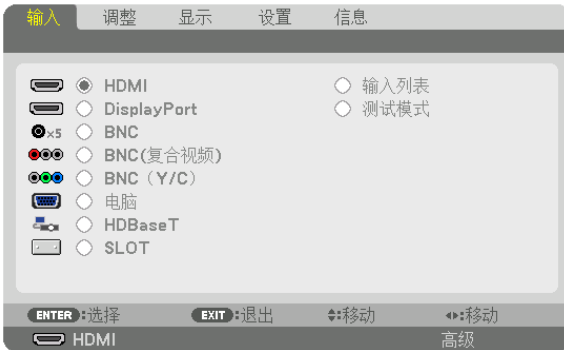 输入 调整 显示 设置 信息
HDMI 输入列表
DisplayPort 测试模式
×5 BNC
BNC(复合视频)
BNC（Y/C）
电脑
HDBaseT
SLOT
ENTER:选择 EXIT:退出 :移动 :移动
HDMI 高级